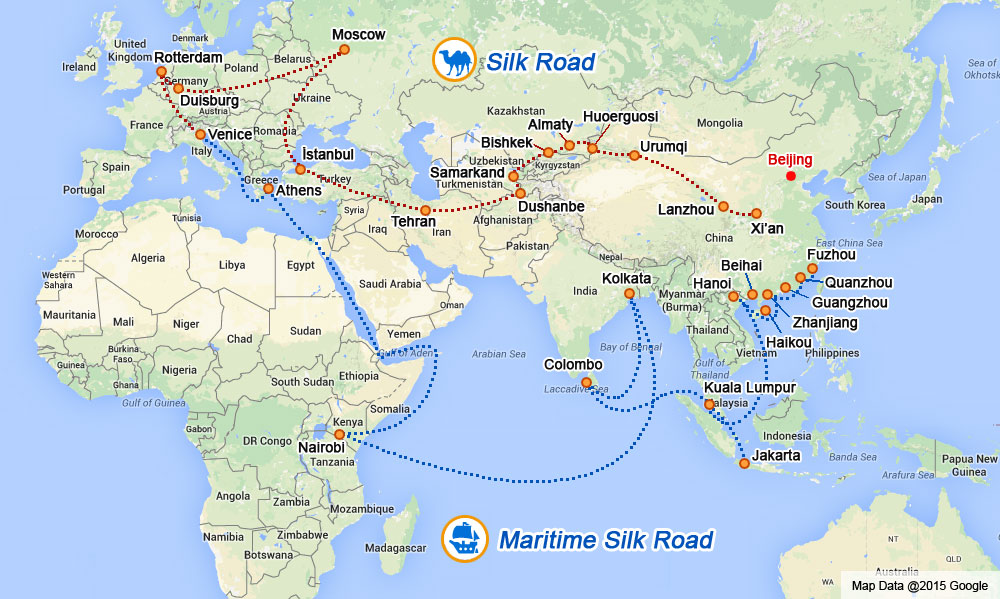 Silk Road
Moscow
Rotterdam
Duisburg
Venice
İstanbul
Athens
Tehran
Samarkand
Dushanbe
Bishkek
Almaty
Huoerguosi
Urumqi
Lanzhou
Xi'an
Beijing
Fuzhou
Quanzhou
Guangzhou
Zhanjiang
Haikou
Beihai
Hanoi
Kolkata
Colombo
Kuala Lumpur
Jakarta
Nairobi
Maritime Silk Road
Denmark
United
Kingdom
Ireland
Poland
Belarus
Germany
Ukraine
Austria
France
Romania
Italy
Spain
Portugal
Greece
Turkey
Kazakhstan
Mongolia
Uzbekistan
Kyrgyzstan
Turkmenistan
Sea of
Okhotsk
Sea of Japan
South Korea
Japan
China
East China Sea
Syria
Iraq
Iran
Afghanistan
Pakistan
Nepal
India
Myanmar
(Burma)
Thailand
Vietnam
Gulf of
Thailand
Philippines
Bay of Bengal
Arabian Sea
Laccadive Sea
Malaysia
Indonesia
Banda Sea
Arafura Sea
Papua New
Guinea
Tunisia
Morocco
Algeria
Libya
Egypt
Western
Sahara
Saudi Arabia
Oman
Yemen
Gulf of Aden
Mauritania
Mali
Niger
Chad
Sudan
Burkina
Faso
Guinea
Ghana
Nigeria
Gulf of Guinea
South Sudan
Ethiopia
Somalia
Kenya
Gabon
DR Congo
Tanzania
Angola
Zambia
Mozambique
Namibia
Zimbabwe
Botswana
Madagascar
NT
QLD
WA
Australia
Map Data @2015 Google